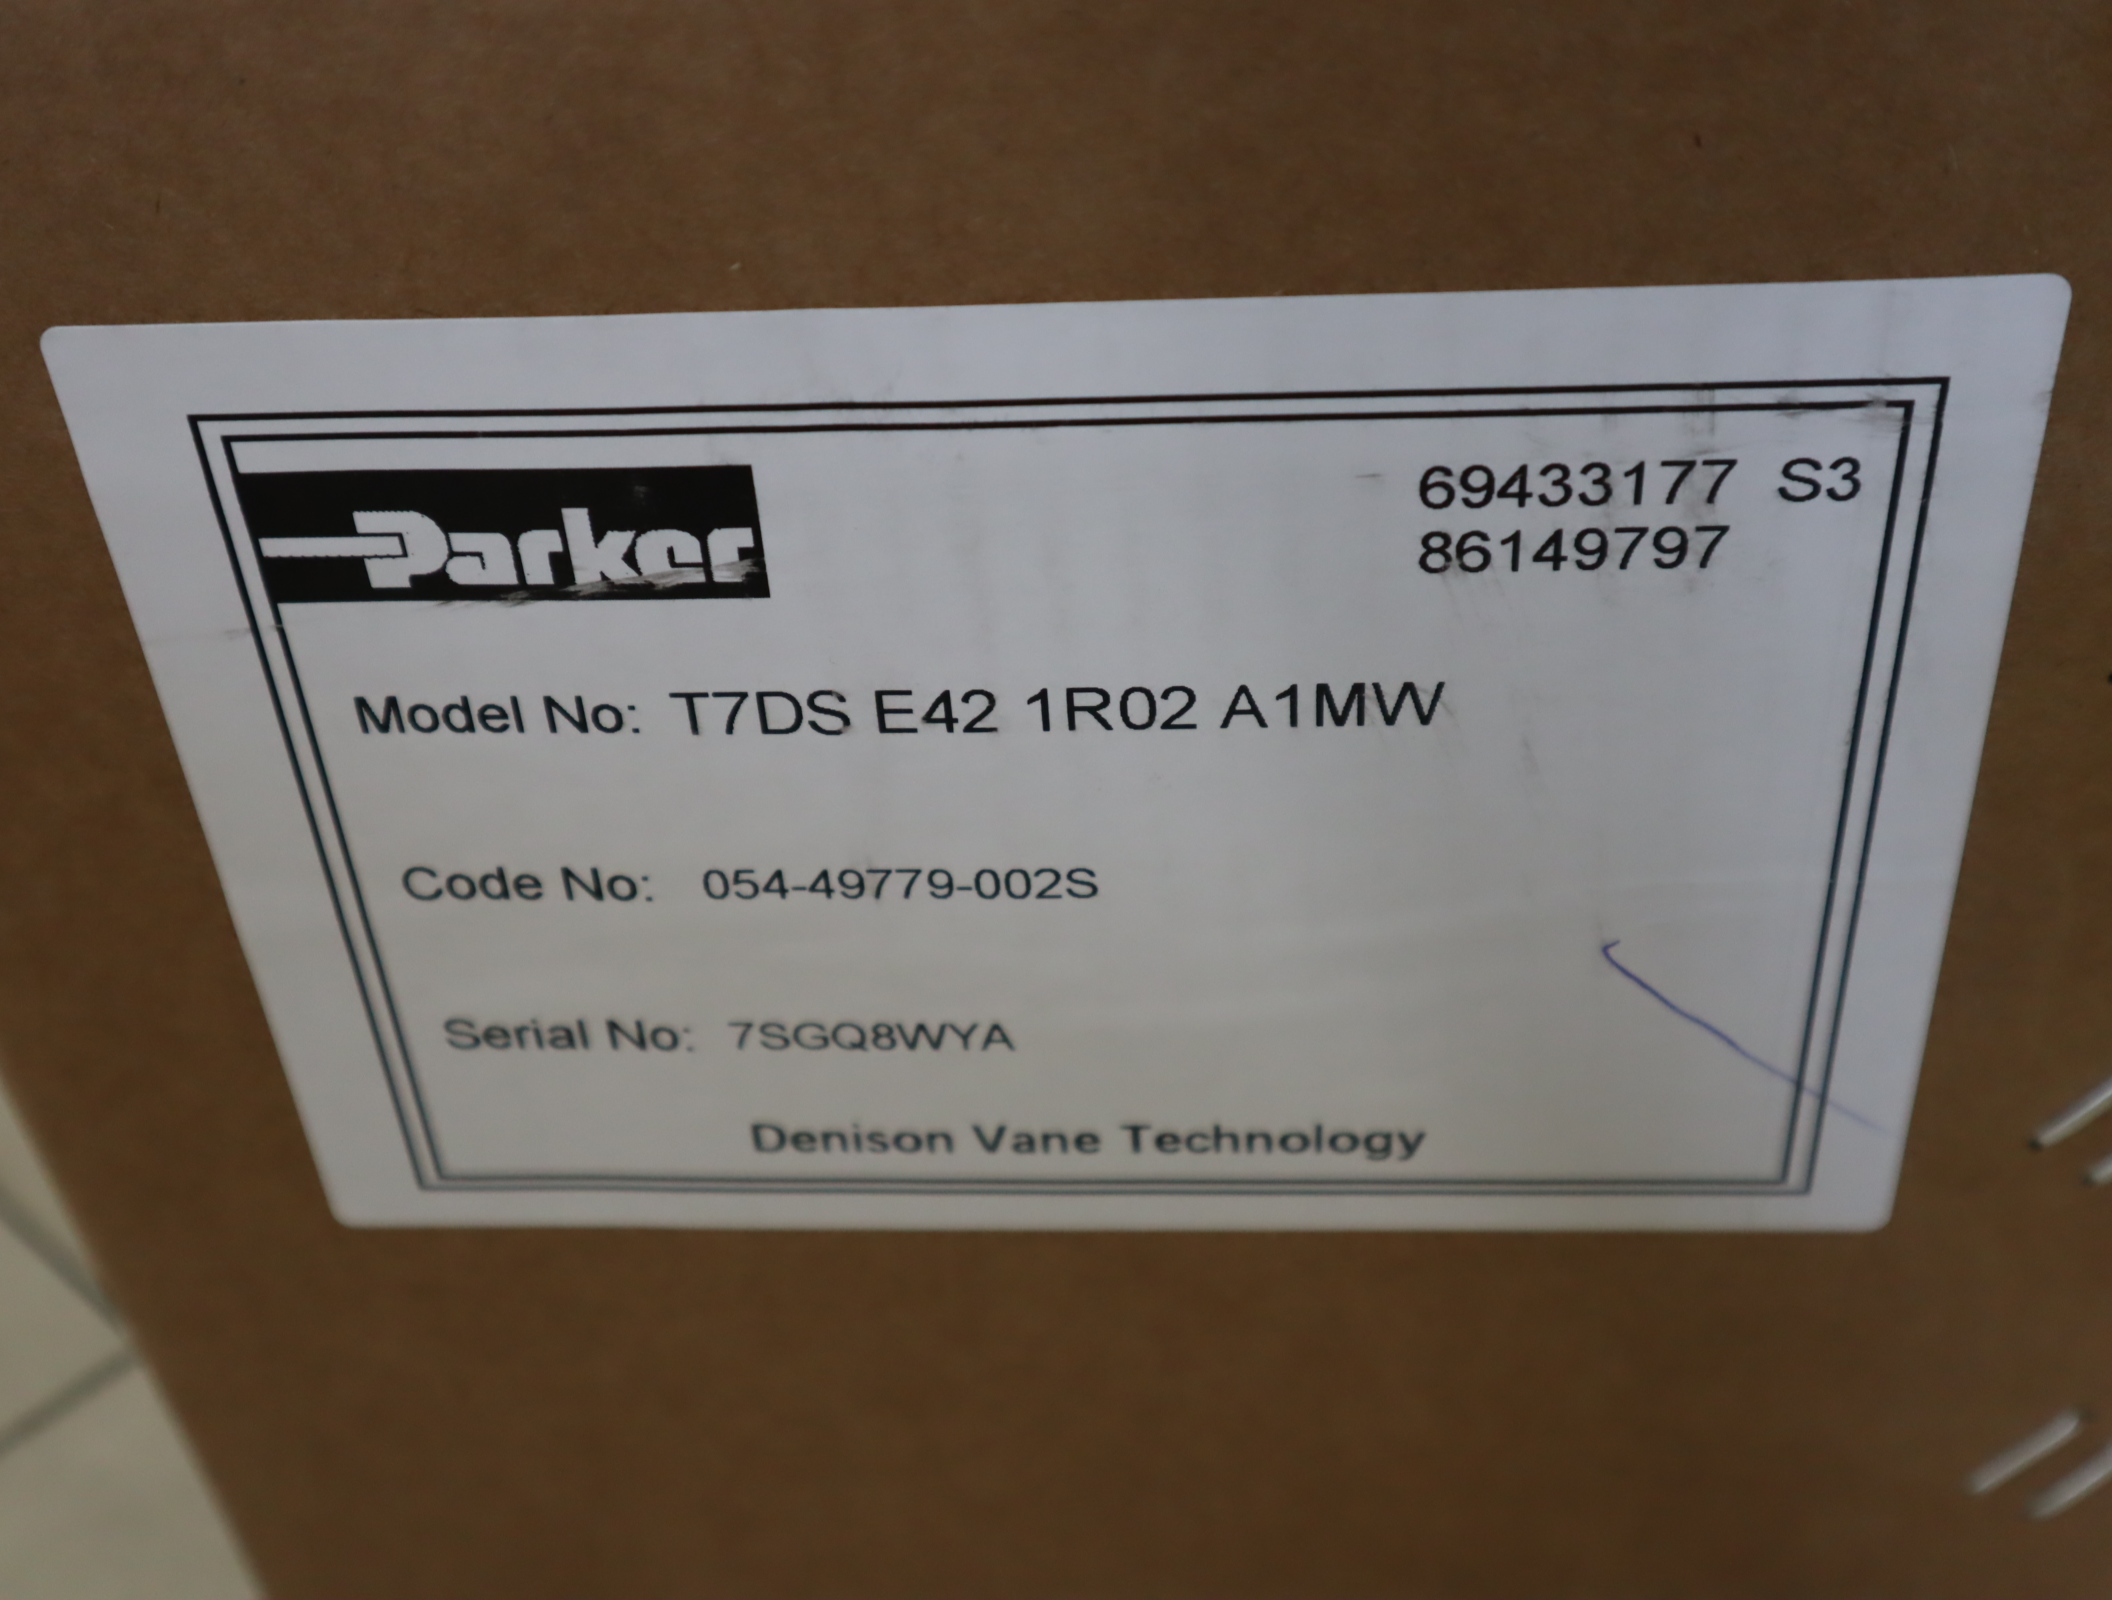 Parker
69433177 S3
86149797
Model No: T7DS E42 1R02 A1MW
Code No: 054-49779-002S
Serial No: 7SGQ8WYA
Denison Vane Technology